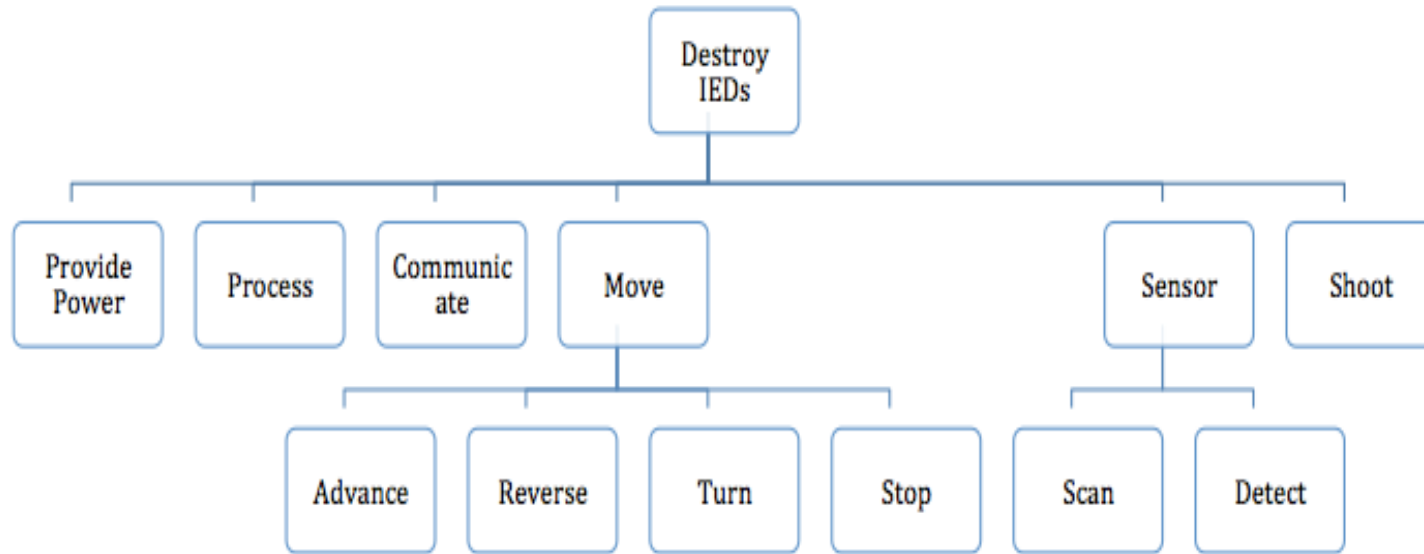 Destroy
IEDs
Provide
Power
Process
Communic
ate
Move
Sensor
Shoot
Advance
Reverse
Turn
Stop
Scan
Detect